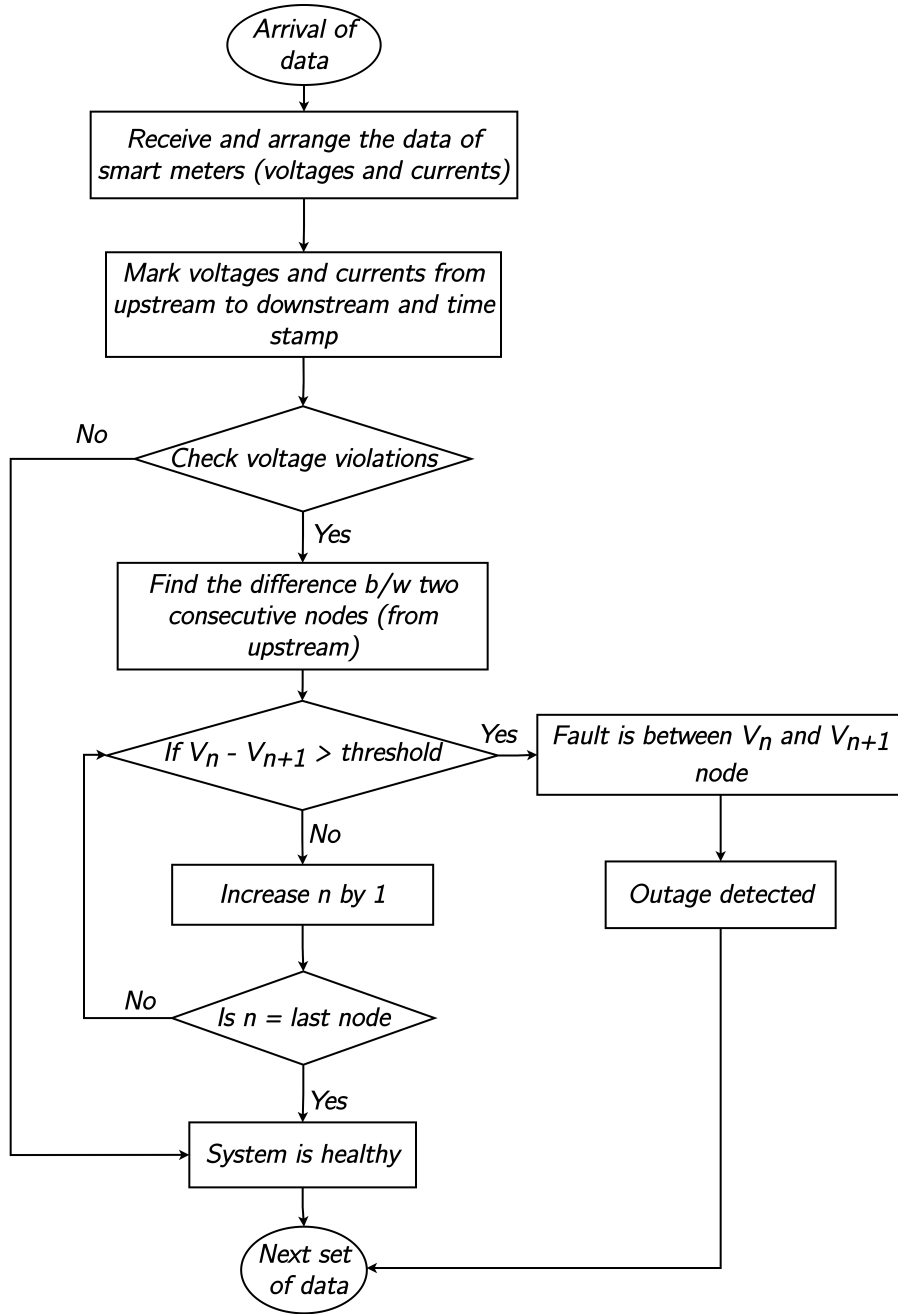 Arrival of
data
Receive and arrange the data of
smart meters (voltages and currents)
Mark voltages and currents from
upstream to downstream and time
stamp
No
Check voltage violations
Yes
Find the difference b/w two
consecutive nodes (from
upstream)
If Vn - Vn+1 > threshold
Yes
Fault is between Vn and Vn+1
node
No
Increase n by 1
Outage detected
No
Is n = last node
Yes
System is healthy
Next set
of data